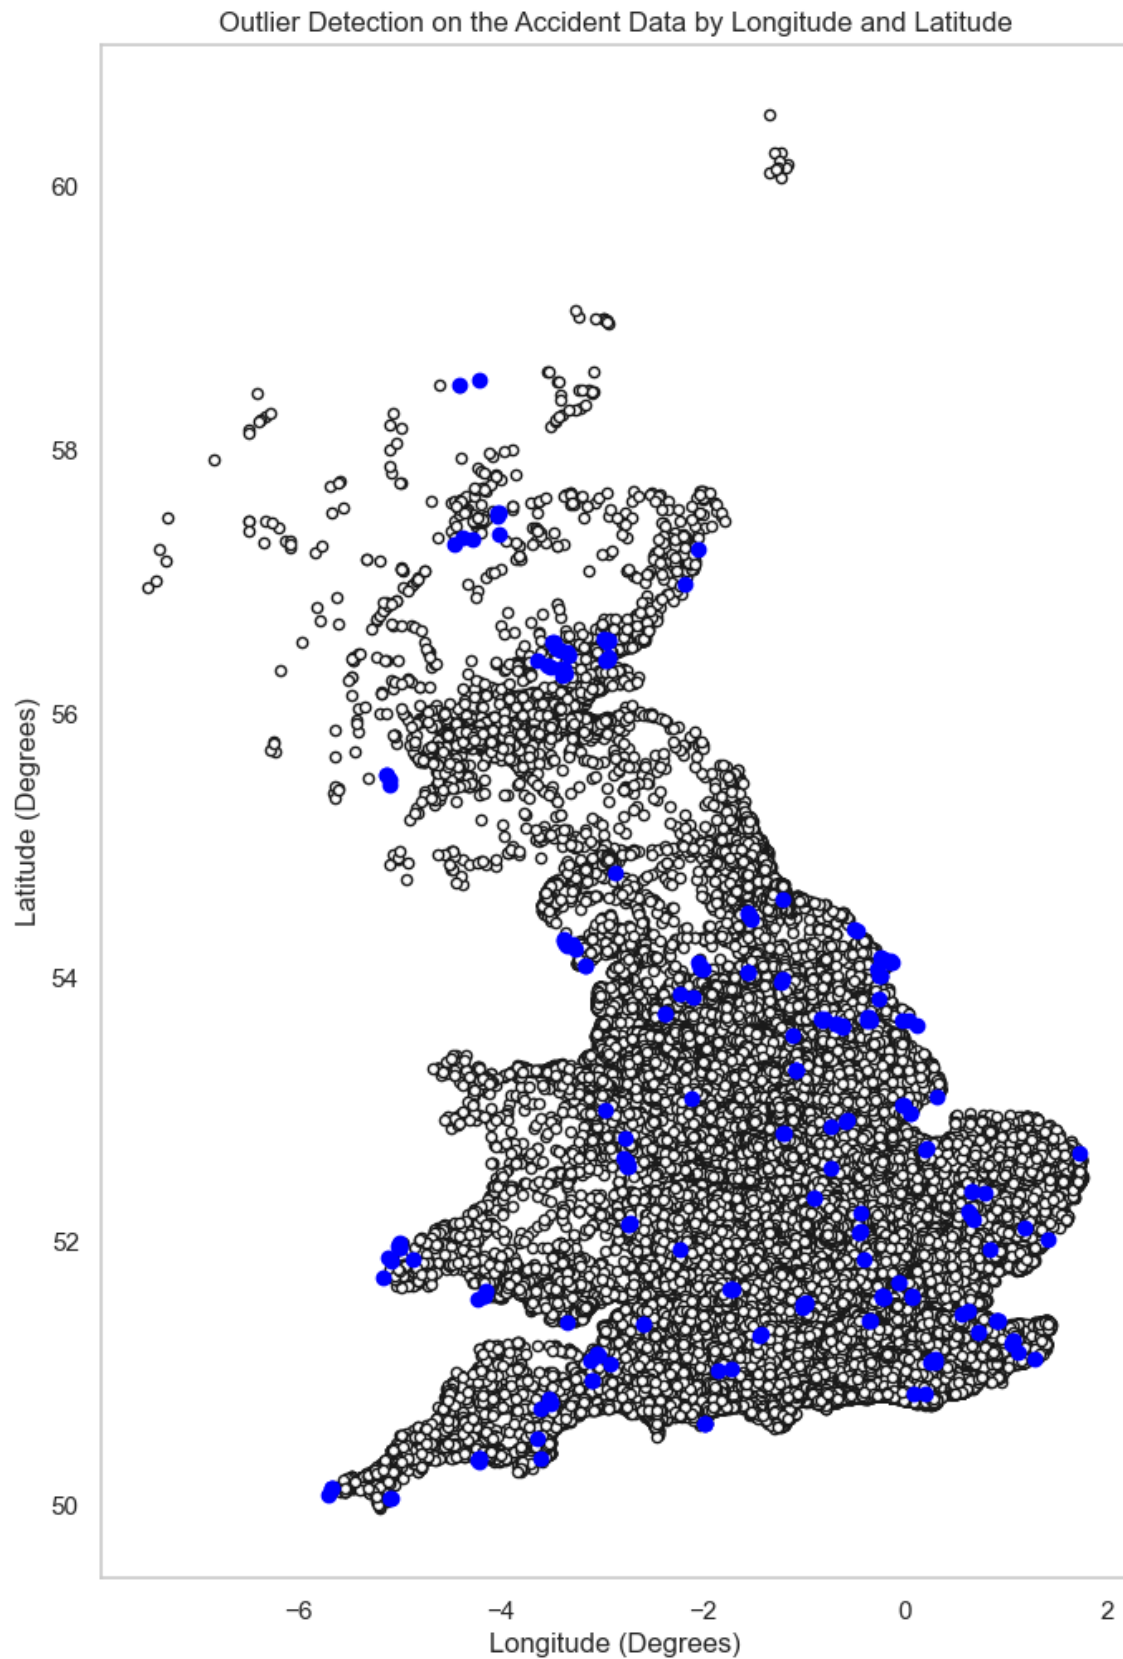 Outlier Detection on the Accident Data by Longitude and Latitude
60
58
56
54
52
50
Latitude (Degrees)
−6 −4 −2 0 2
Longitude (Degrees)